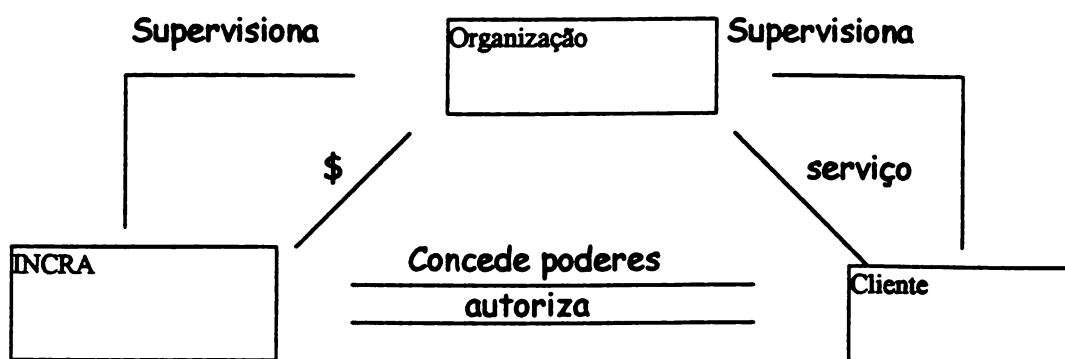 Supervisiona
Organização
Supervisiona
$
serviço
INCRA
Concede poderes
autoriza
Cliente